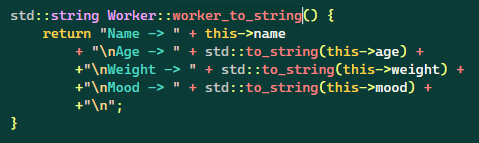 std::string Worker::worker_to_string() {
    return "Name -> " + this->name
        + "\nAge -> " + std::to_string(this->age) +
        +"\nWeight -> " + std::to_string(this->weight) +
        +"\nMood -> " + std::to_string(this->mood) +
        +"\n";
}